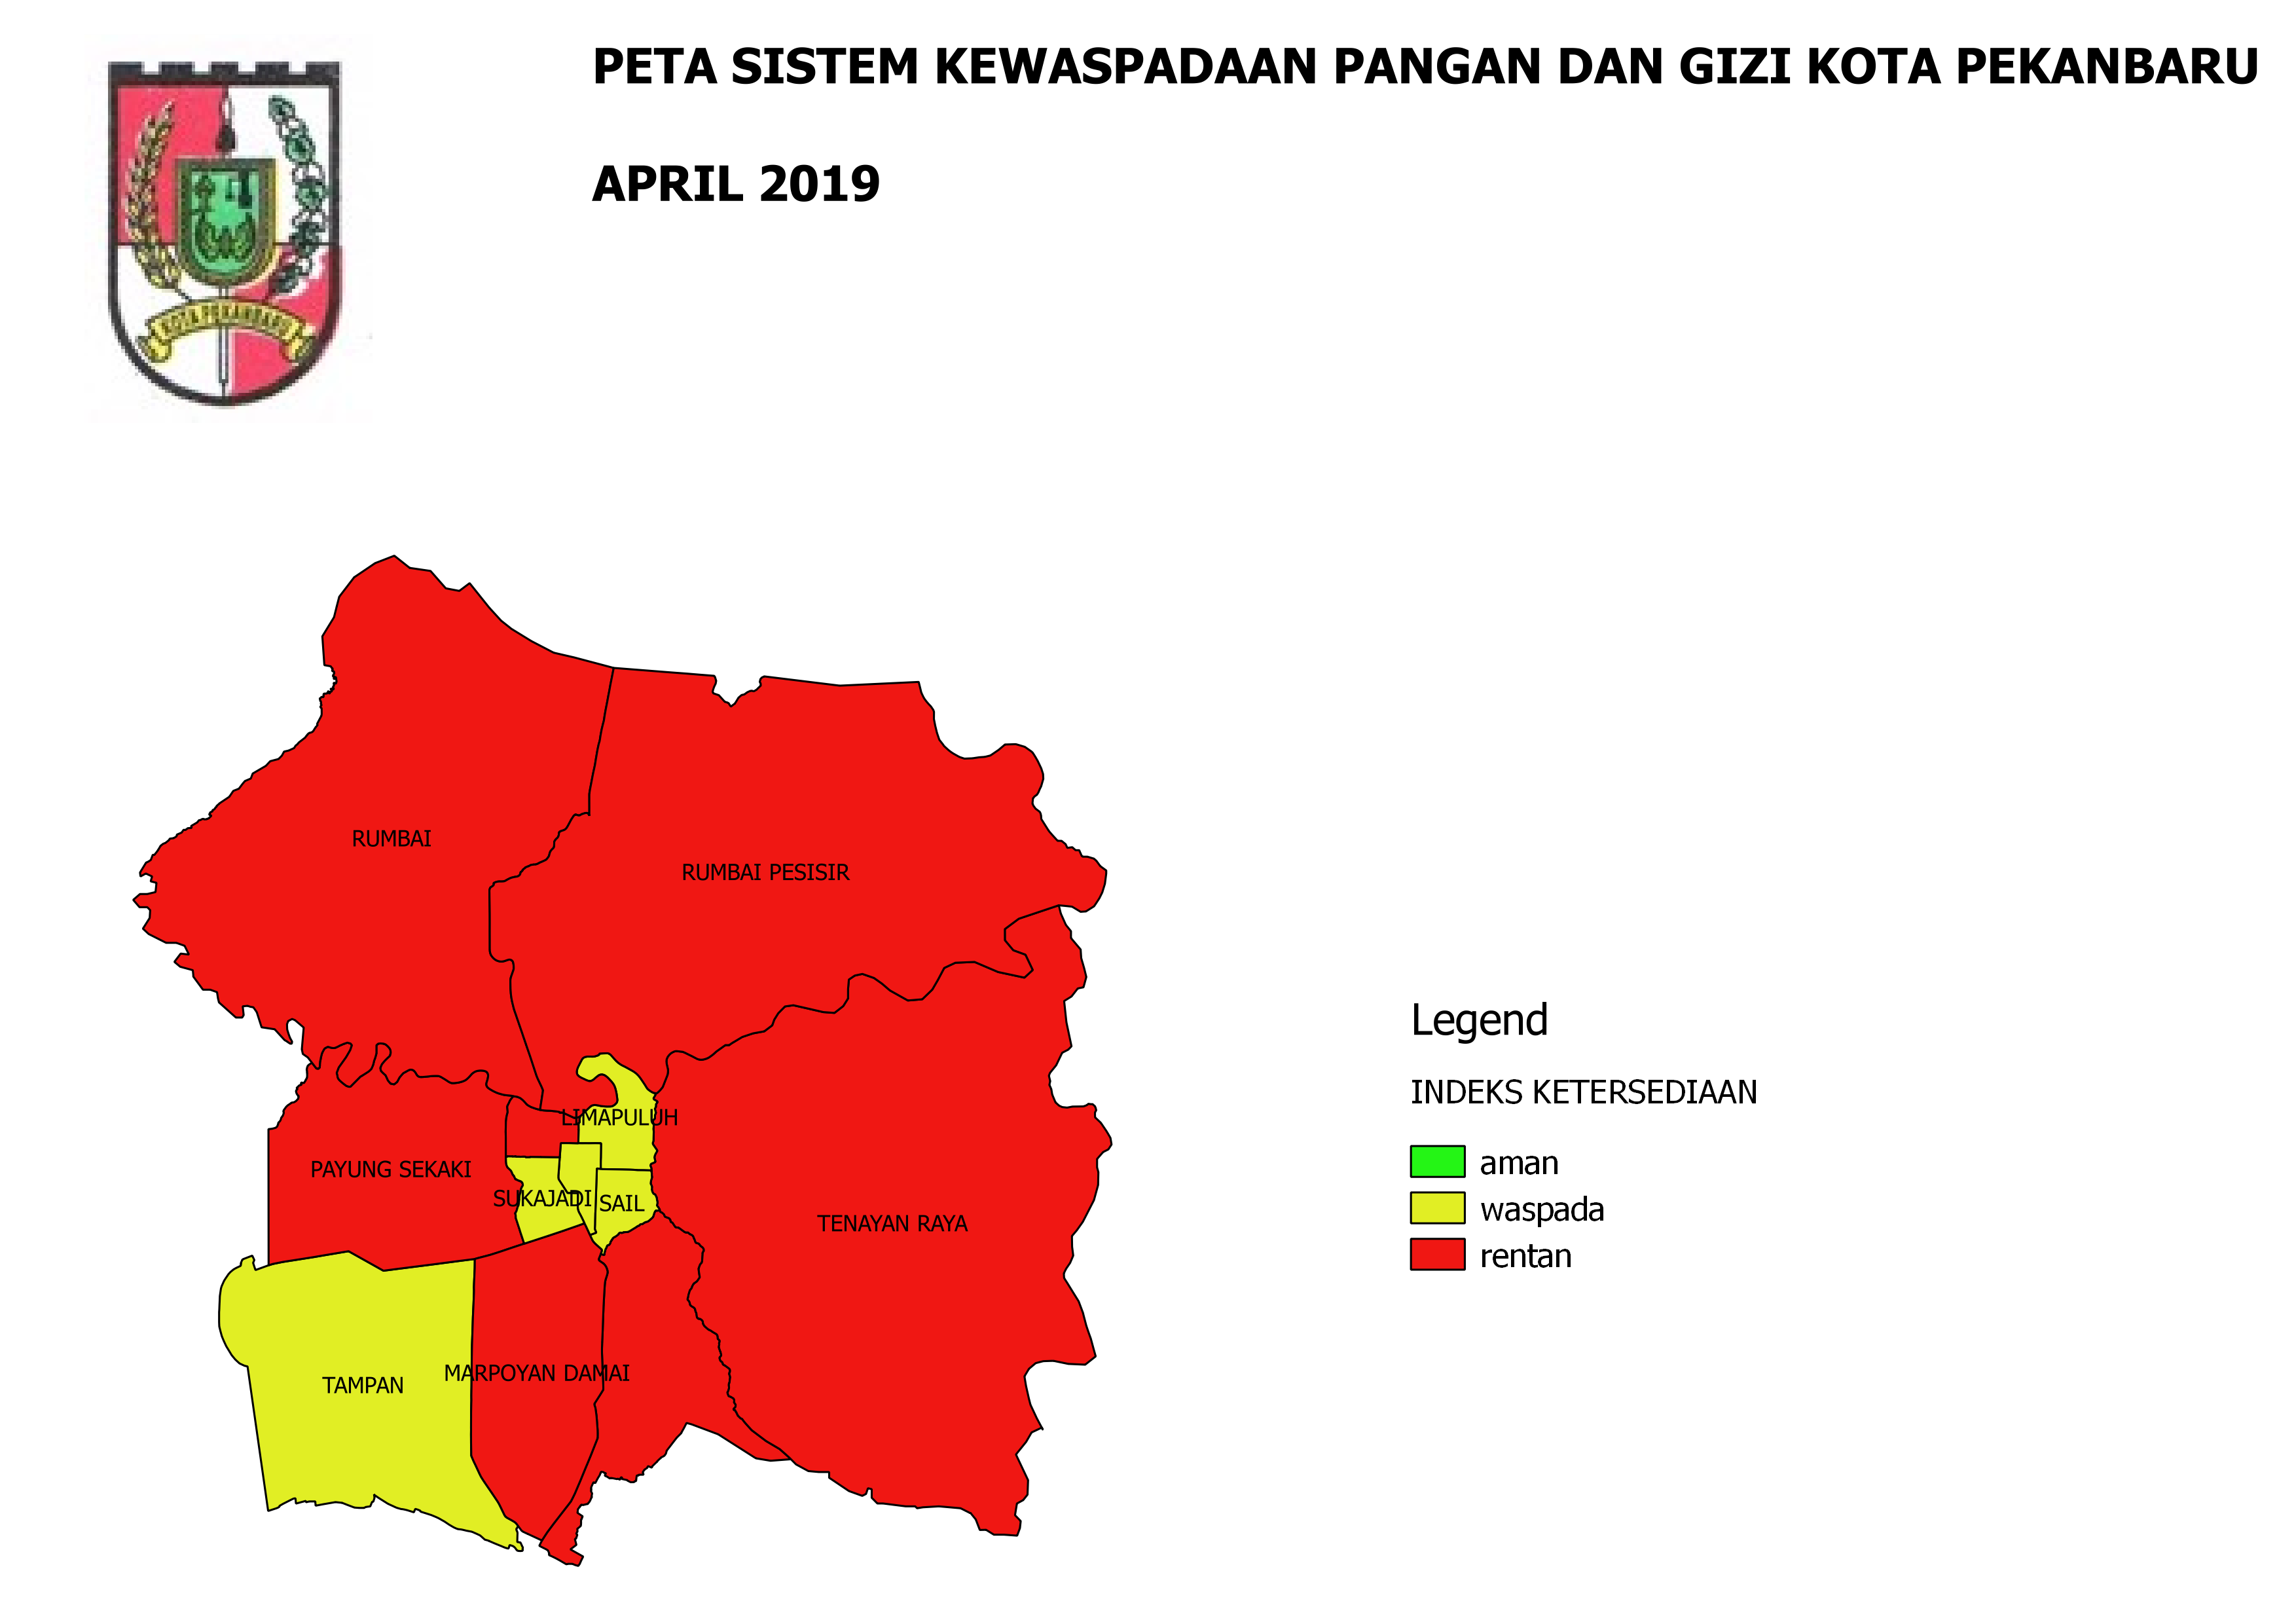 PETA SISTEM KEWASPADAAN PANGAN DAN GIZI KOTA PEKANBARU
APRIL 2019
KOTA PEKANBARU
RUMBAI
RUMBAI PESISIR
LIMAPULUH
PAYUNG SEKAKI
SUKAJADI
SAIL
TENAYAN RAYA
MARPOYAN DAMAI
TAMPAN
Legend
INDEKS KETERSEDIAAN
aman
waspada
rentan